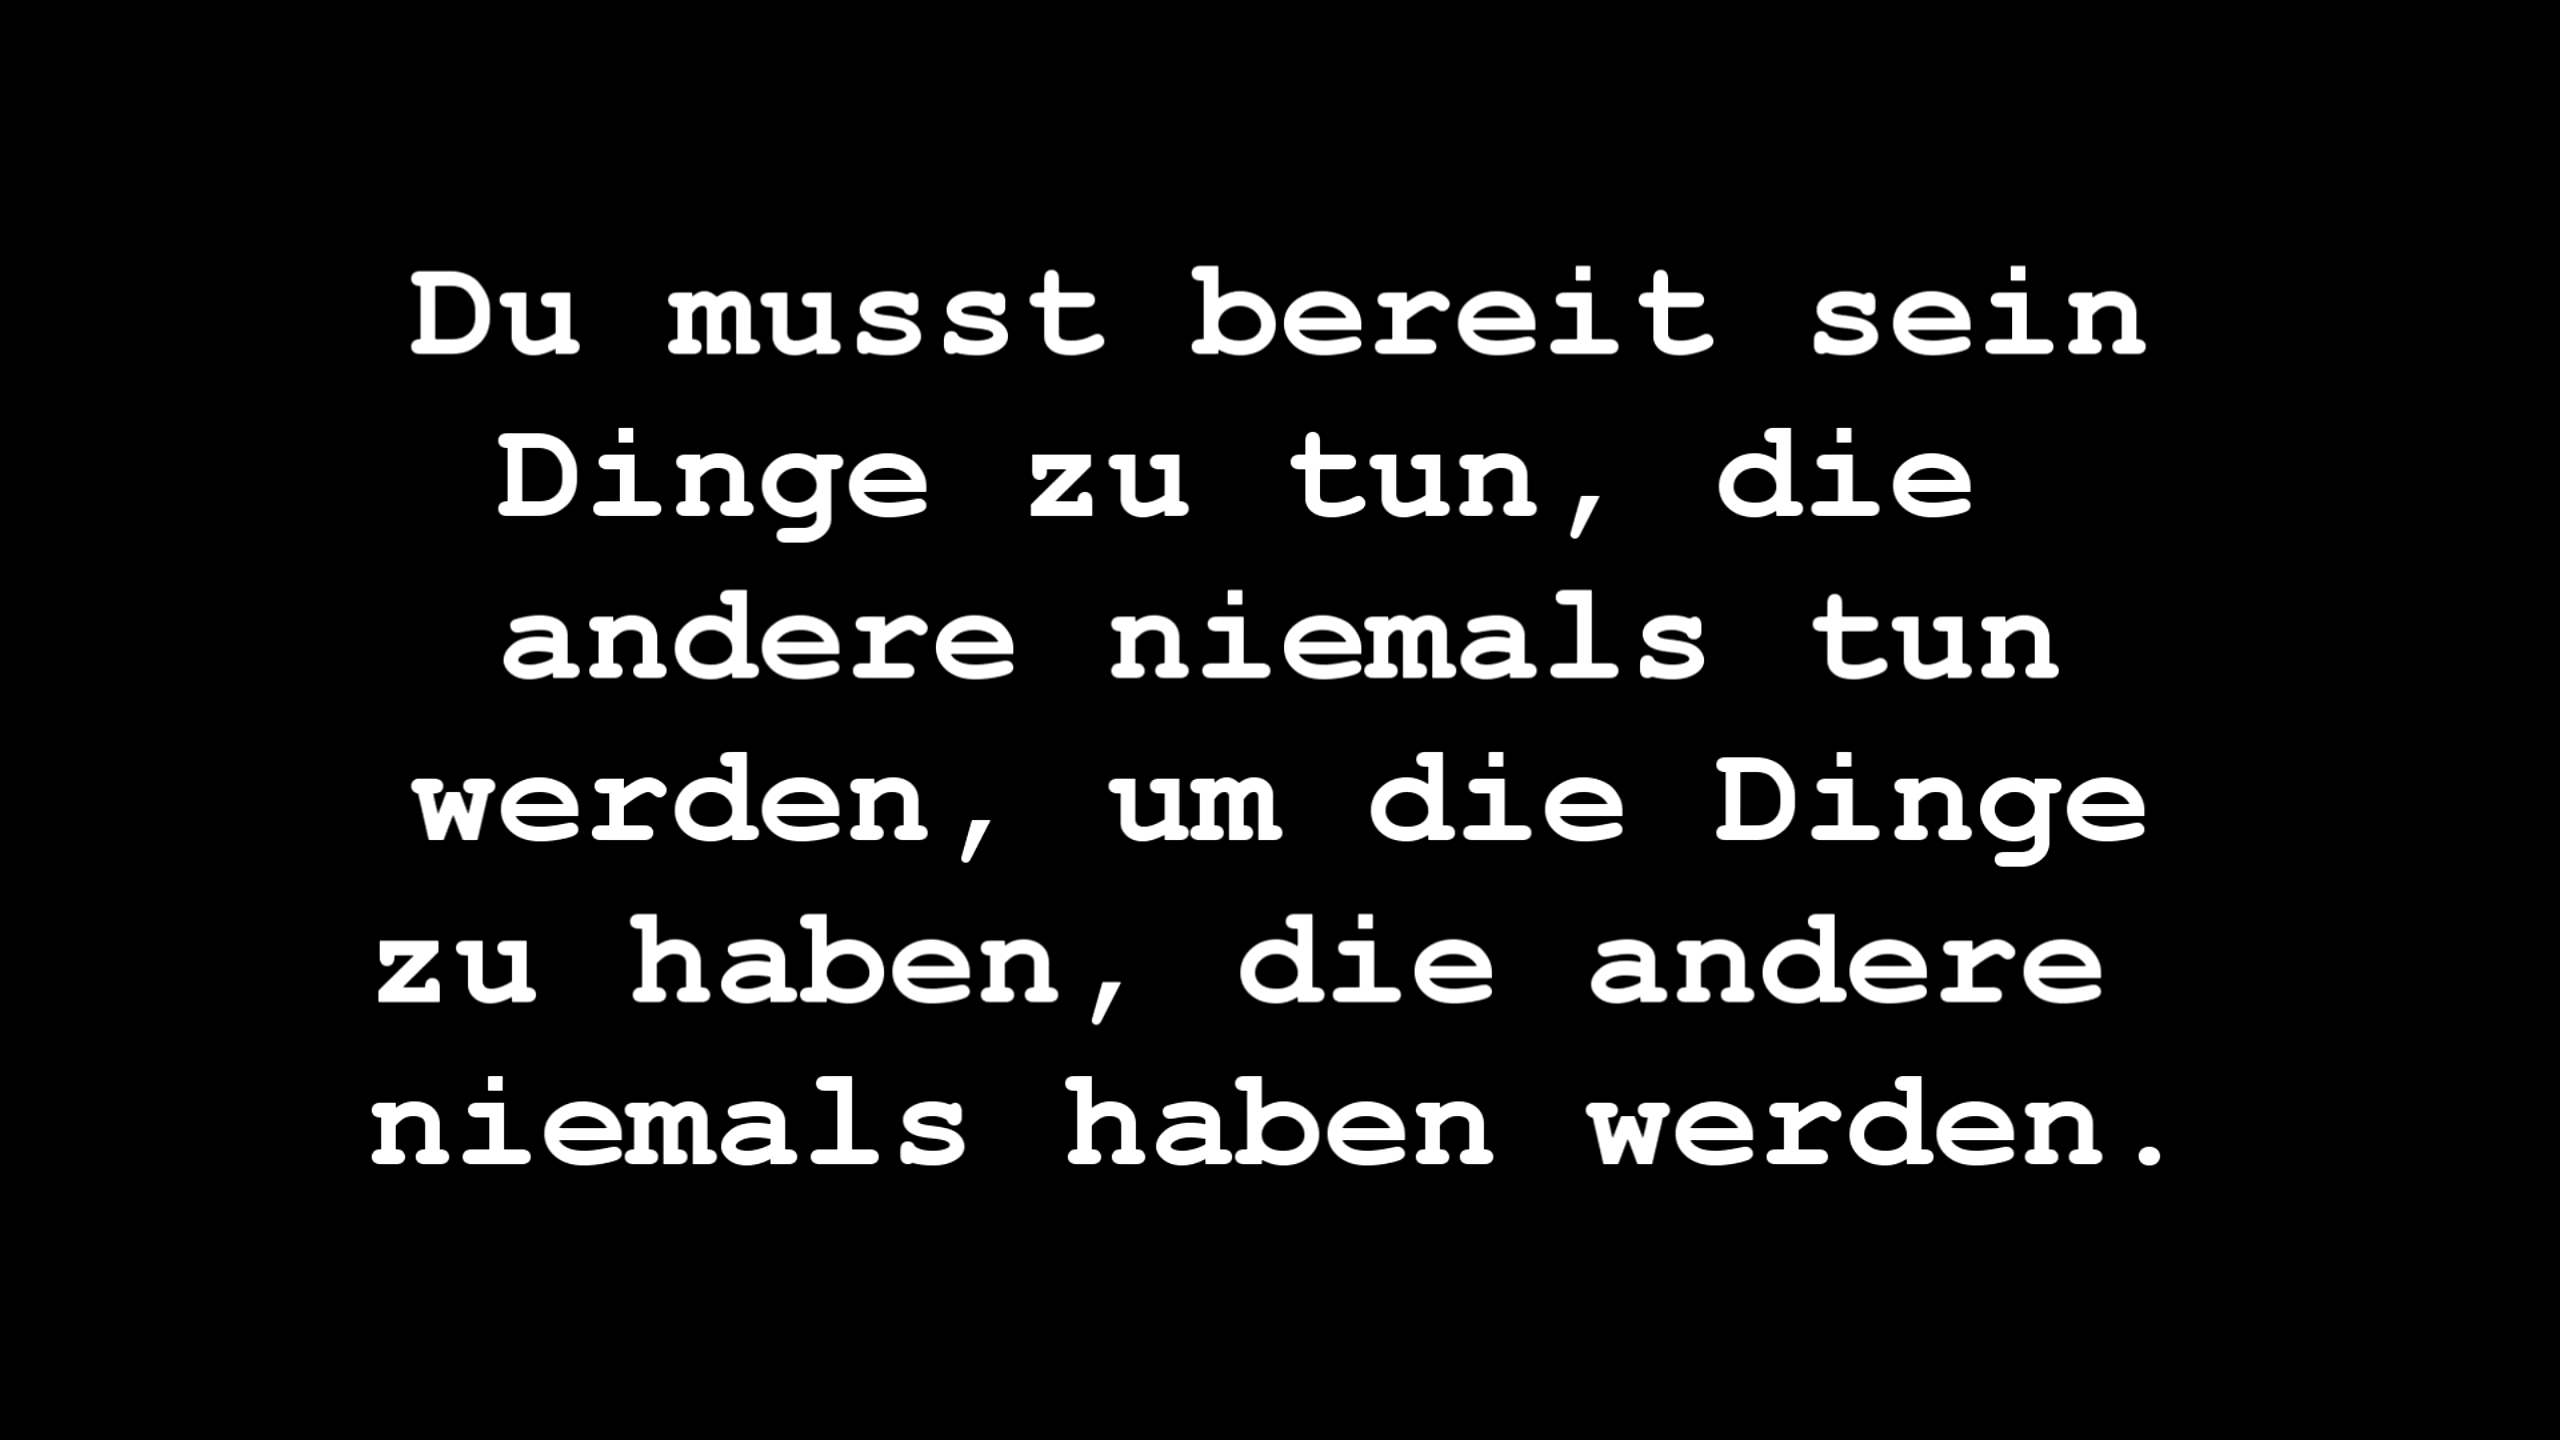 Du musst bereit sein
Dinge zu tun, die
andere niemals tun
werden, um die Dinge
zu haben, die andere
niemals haben werden.